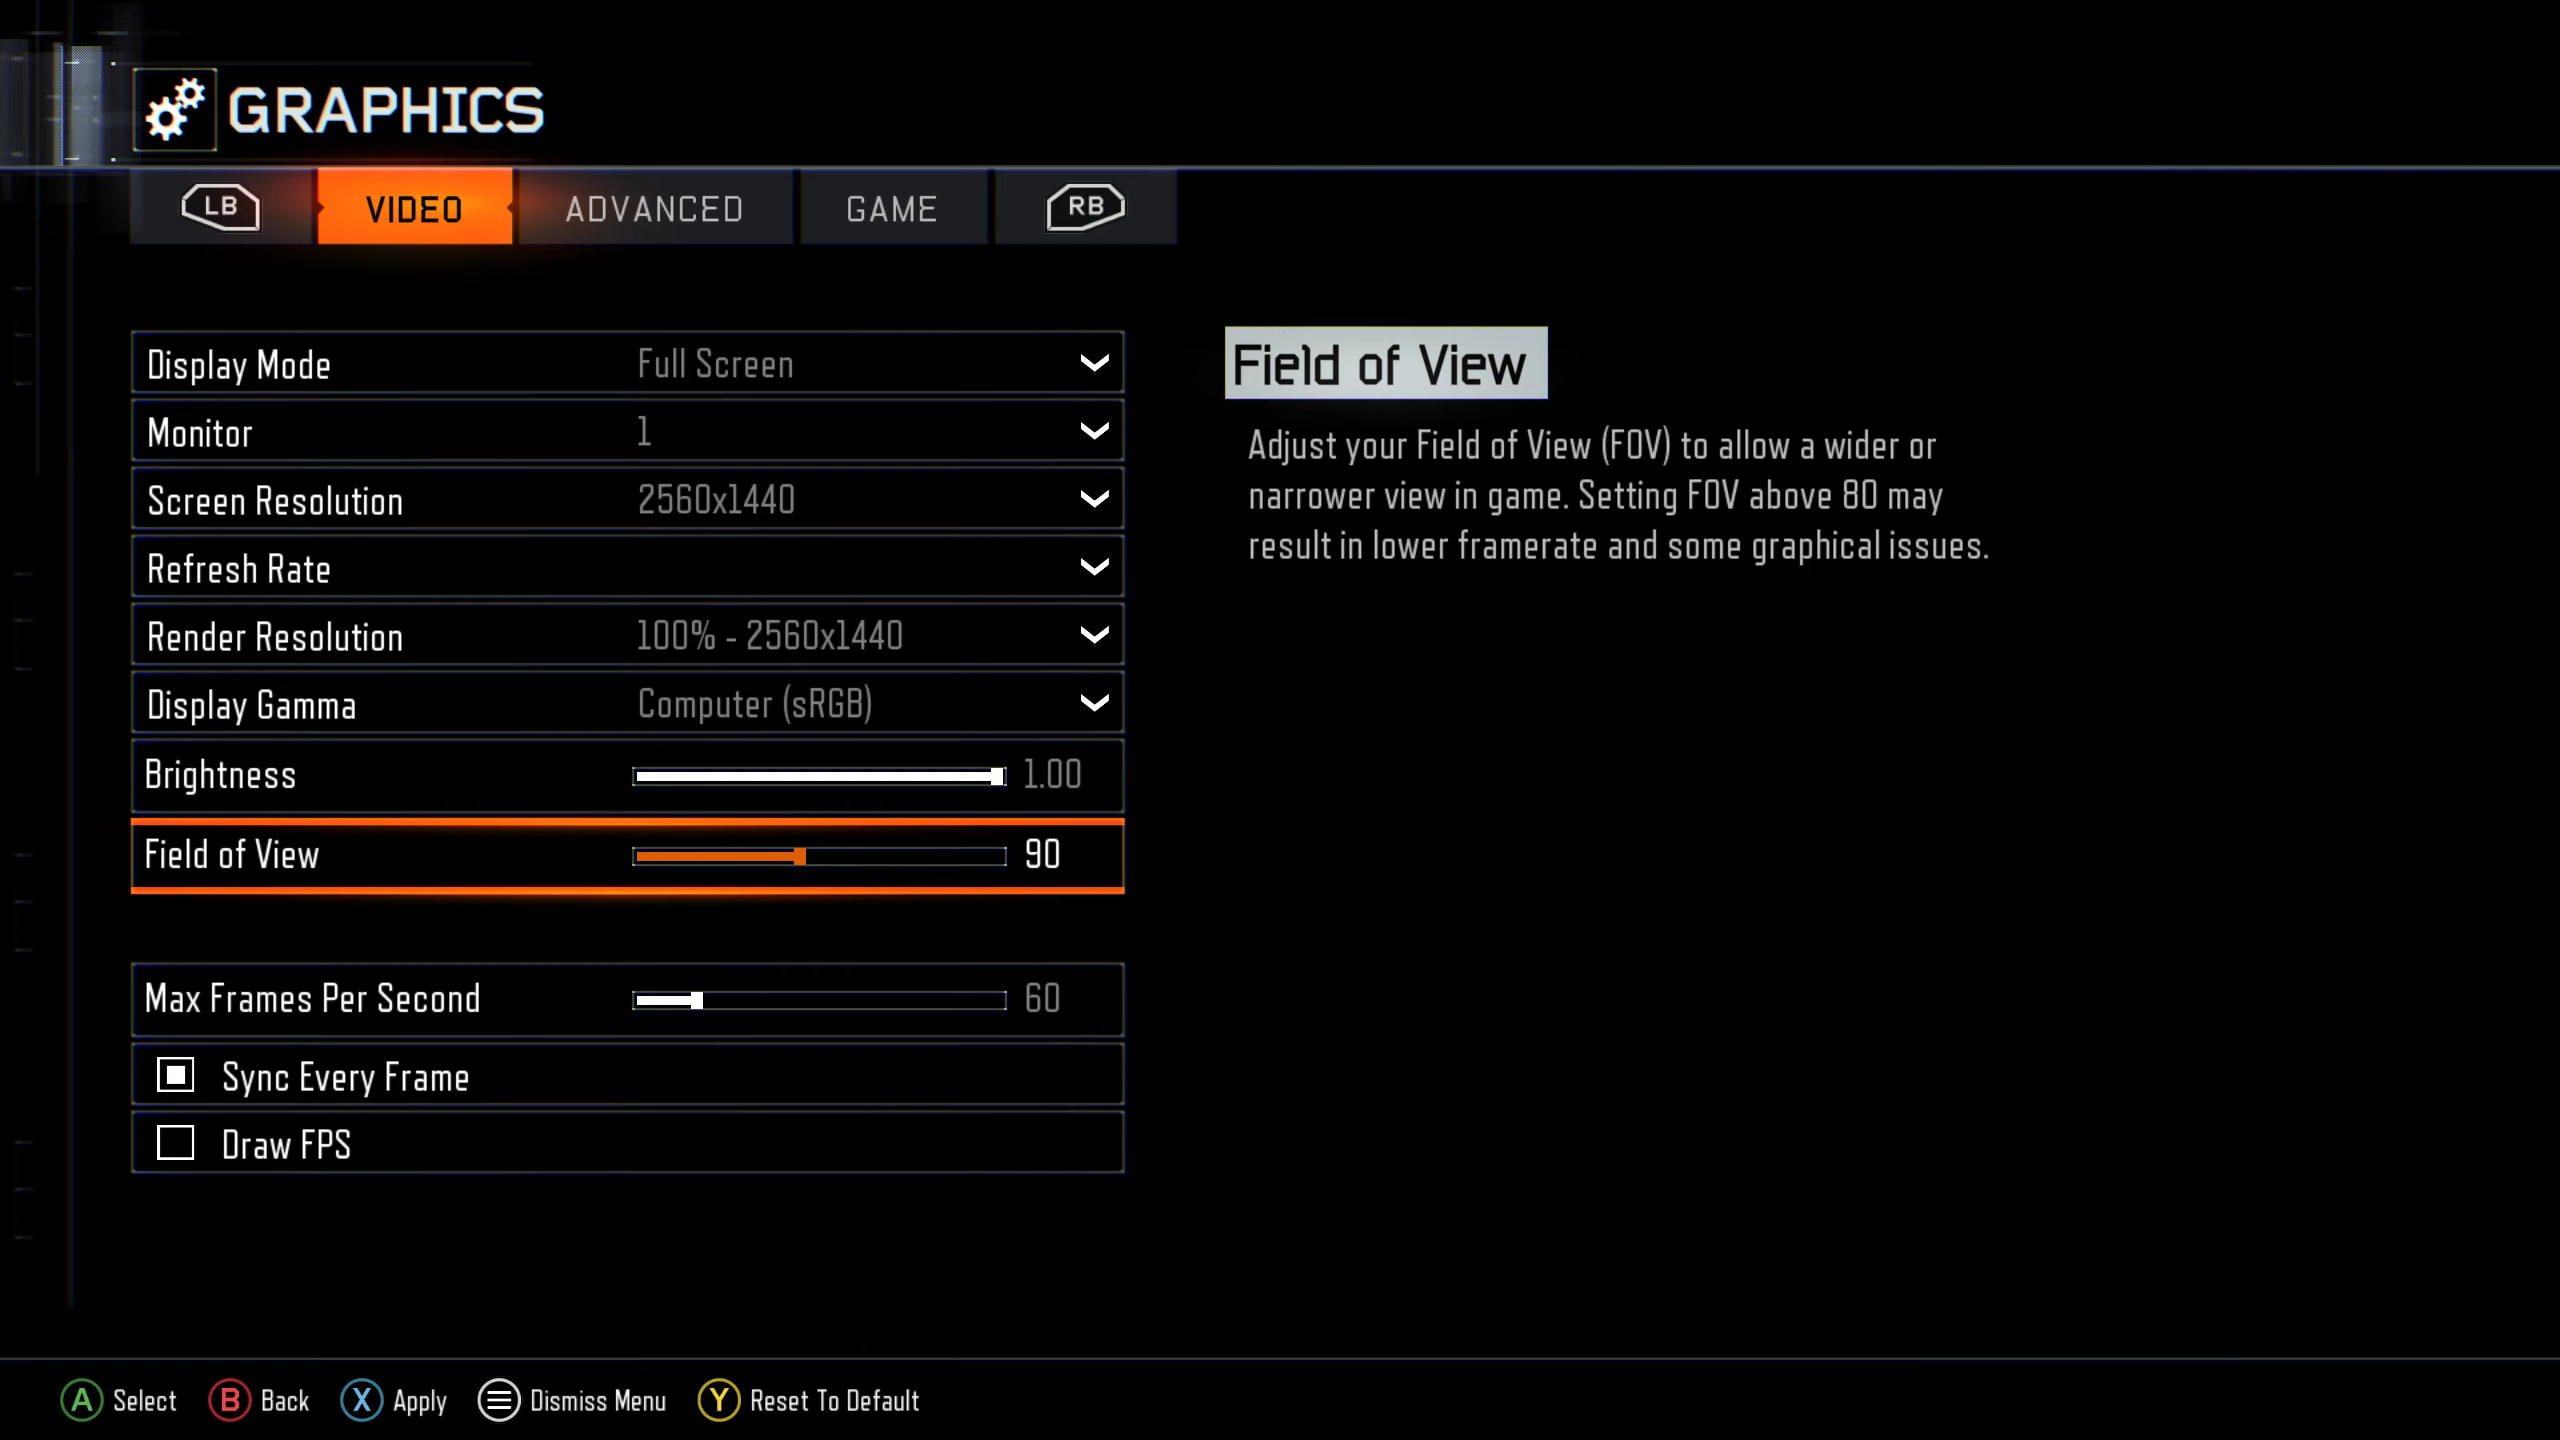 GRAPHICS
LB VIDEO ADVANCED GAME RB
Display Mode Full Screen
Monitor 1
Screen Resolution 2560x1440
Refresh Rate
Render Resolution 100% - 2560x1440
Display Gamma Computer (sRGB)
Brightness 1.00
Field of View 90
Max Frames Per Second 60
Sync Every Frame
Draw FPS
Field of View
Adjust your Field of View (FOV) to allow a wider or
narrower view in game. Setting FOV above 80 may
result in lower framerate and some graphical issues.
A Select B Back X Apply Dismiss Menu Y Reset To Default